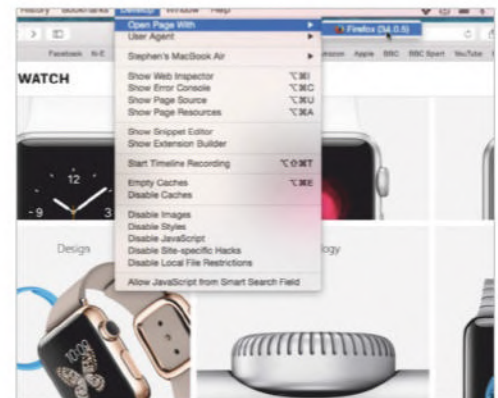 History Bookmarks Develop Window Help
Open Page With
Firefox (34.0.5)
User Agent
Stephen's MacBook Air
Facebook
Amazon Apple BBC BBC Sport YouTube
WATCH
Show Web Inspector ⌥⌘I
Show Error Console ⌥⌘C
Show Page Source ⌥⌘U
Show Page Resources ⌥⌘A
Show Snippet Editor
Show Extension Builder
Start Timeline Recording ⌥⇧⌘T
Empty Caches ⌥⌘E
Disable Caches
Disable Images
Disable Styles
Disable JavaScript
Disable Site-specific Hacks
Disable Local File Restrictions
Allow JavaScript from Smart Search Field
12
9 3
Design
logy
10:09